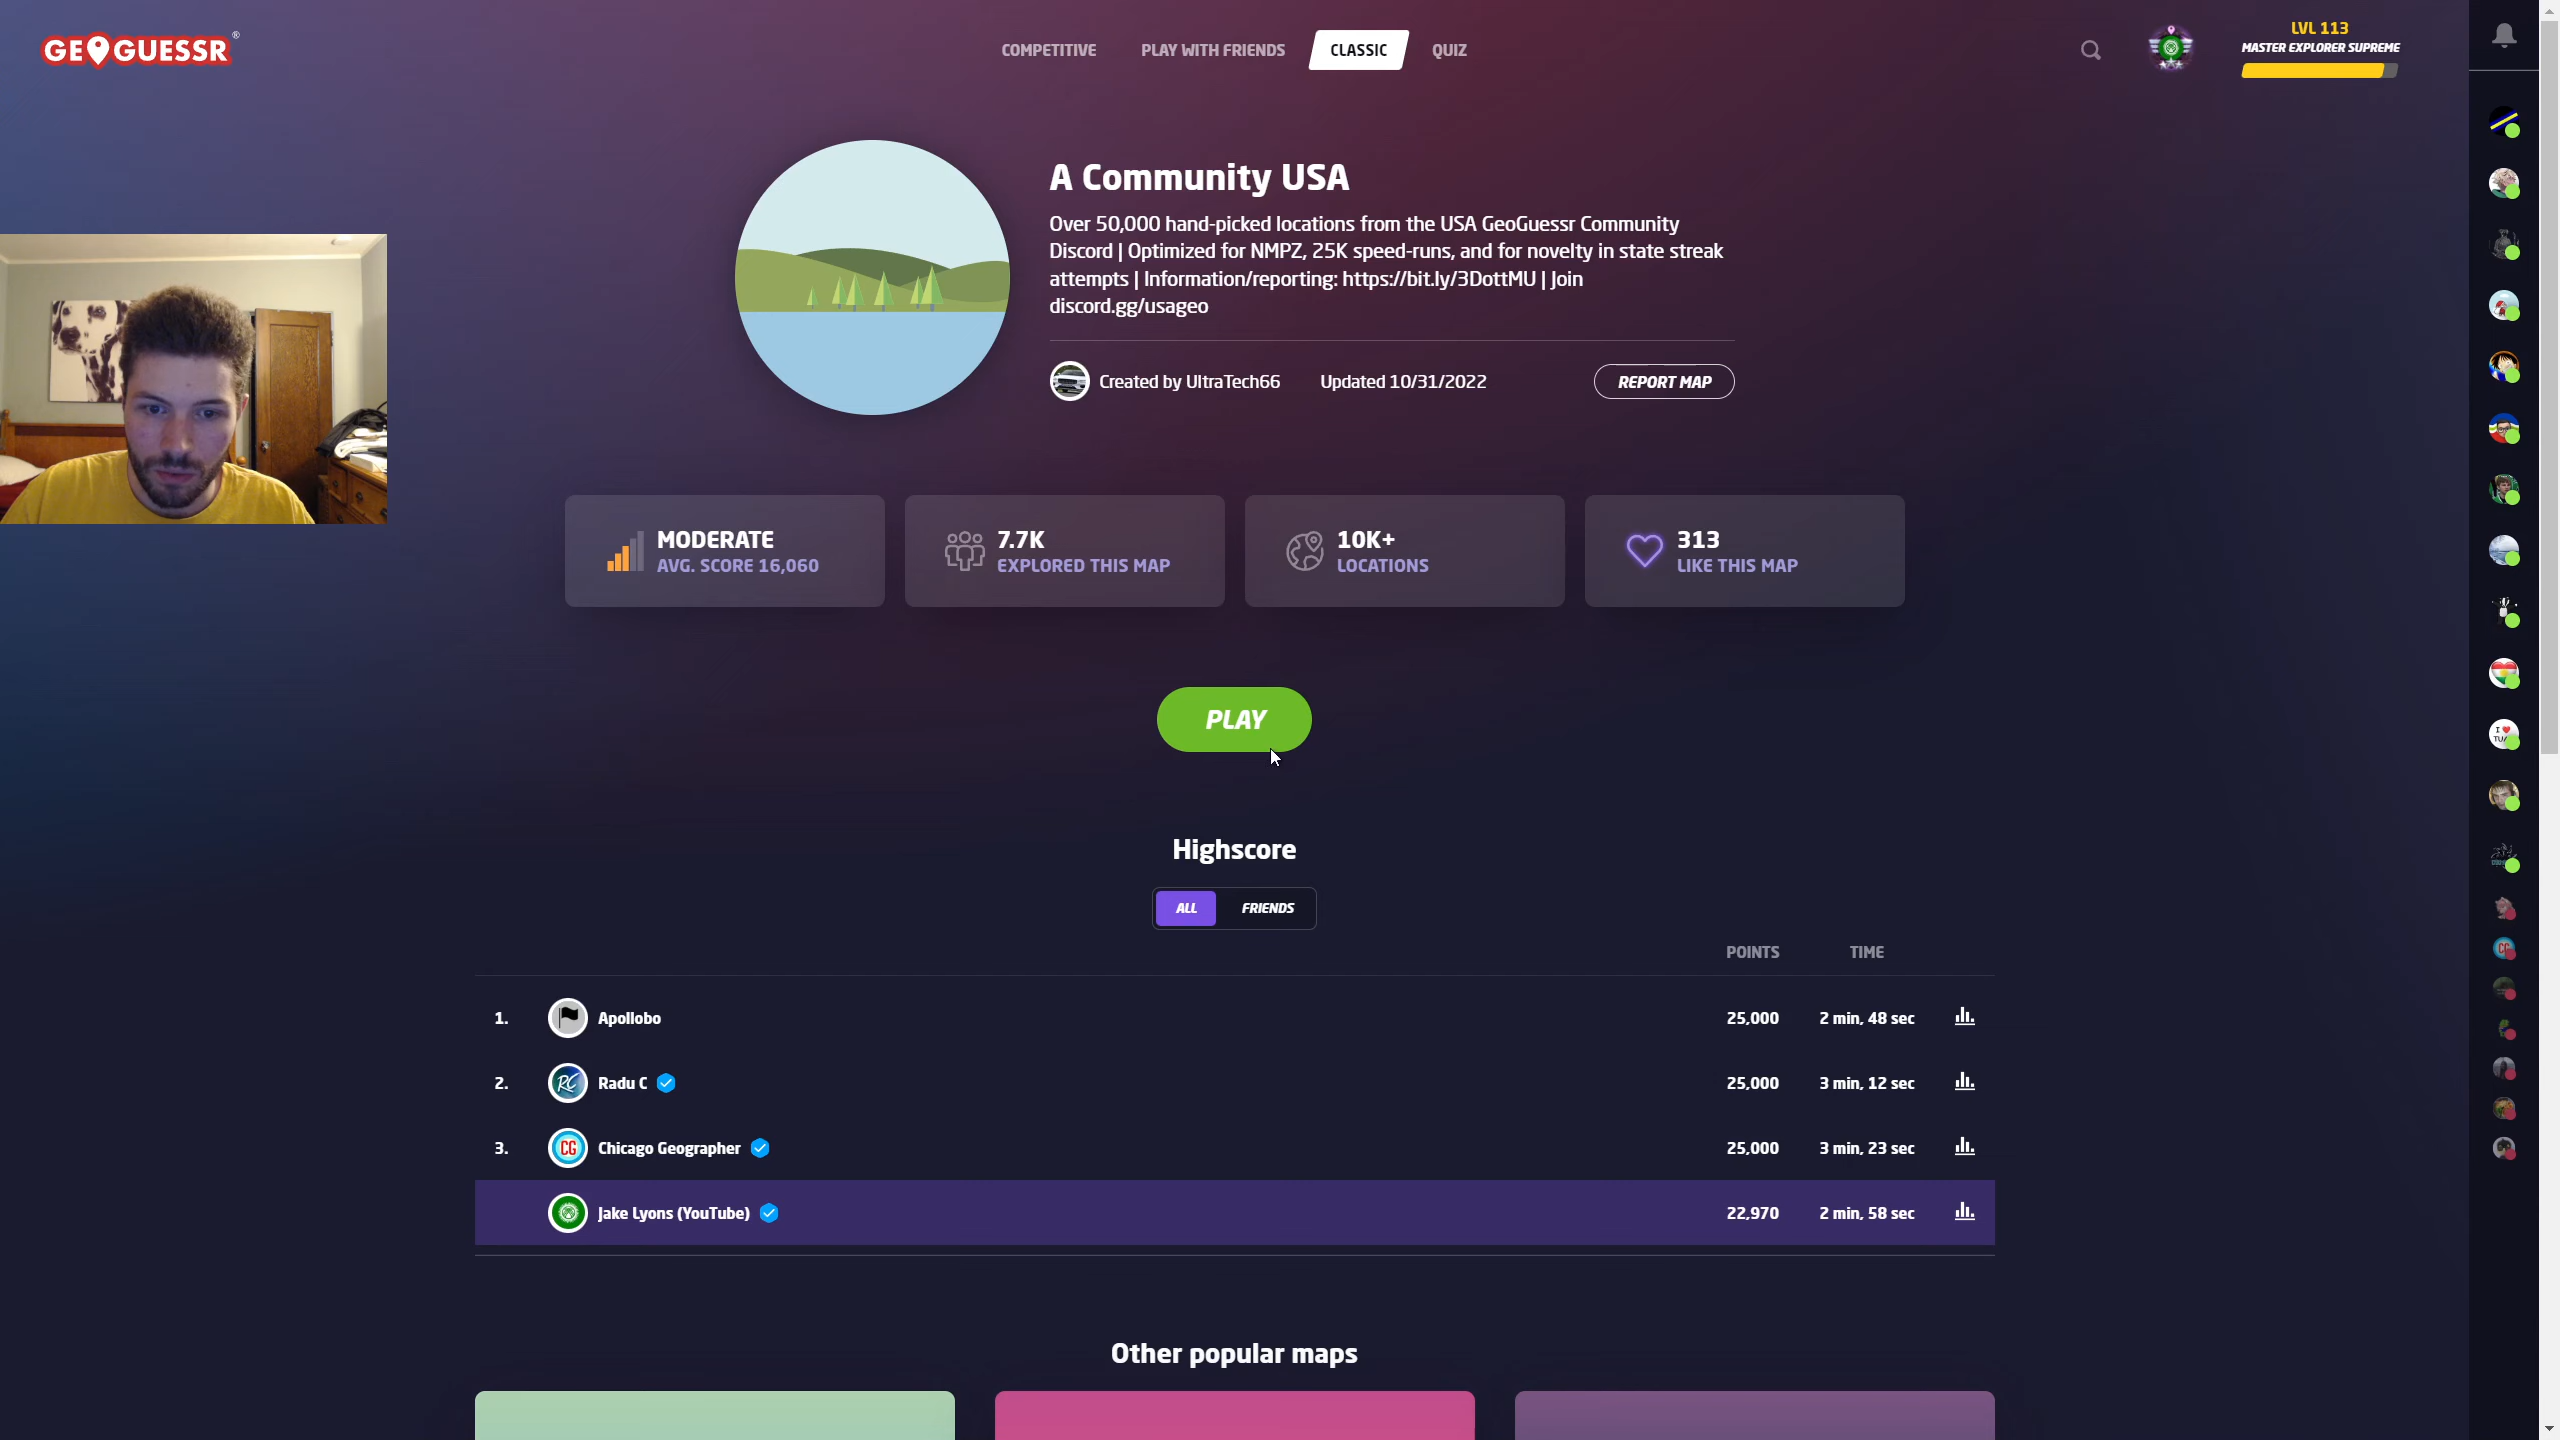 GEOGUESSR®
COMPETITIVE
PLAY WITH FRIENDS
CLASSIC
QUIZ
LVL 113
MASTER EXPLORER SUPREME
A Community USA
Over 50,000 hand-picked locations from the USA GeoGuessr Community
Discord | Optimized for NMPZ, 25K speed-runs, and for novelty in state streak
attempts | Information/reporting: https://bit.ly/3DottMU | Join
discord.gg/usageo
Created by UltraTech66
Updated 10/31/2022
REPORT MAP
MODERATE
AVG. SCORE 16,060
7.7K
EXPLORED THIS MAP
10K+
LOCATIONS
313
LIKE THIS MAP
PLAY
Highscore
ALL
FRIENDS
POINTS
TIME
1.
Apollobo
25,000
2 min, 48 sec
2.
RC
Radu C
25,000
3 min, 12 sec
3.
CG
Chicago Geographer
25,000
3 min, 23 sec
Jake Lyons (YouTube)
22,970
2 min, 58 sec
Other popular maps